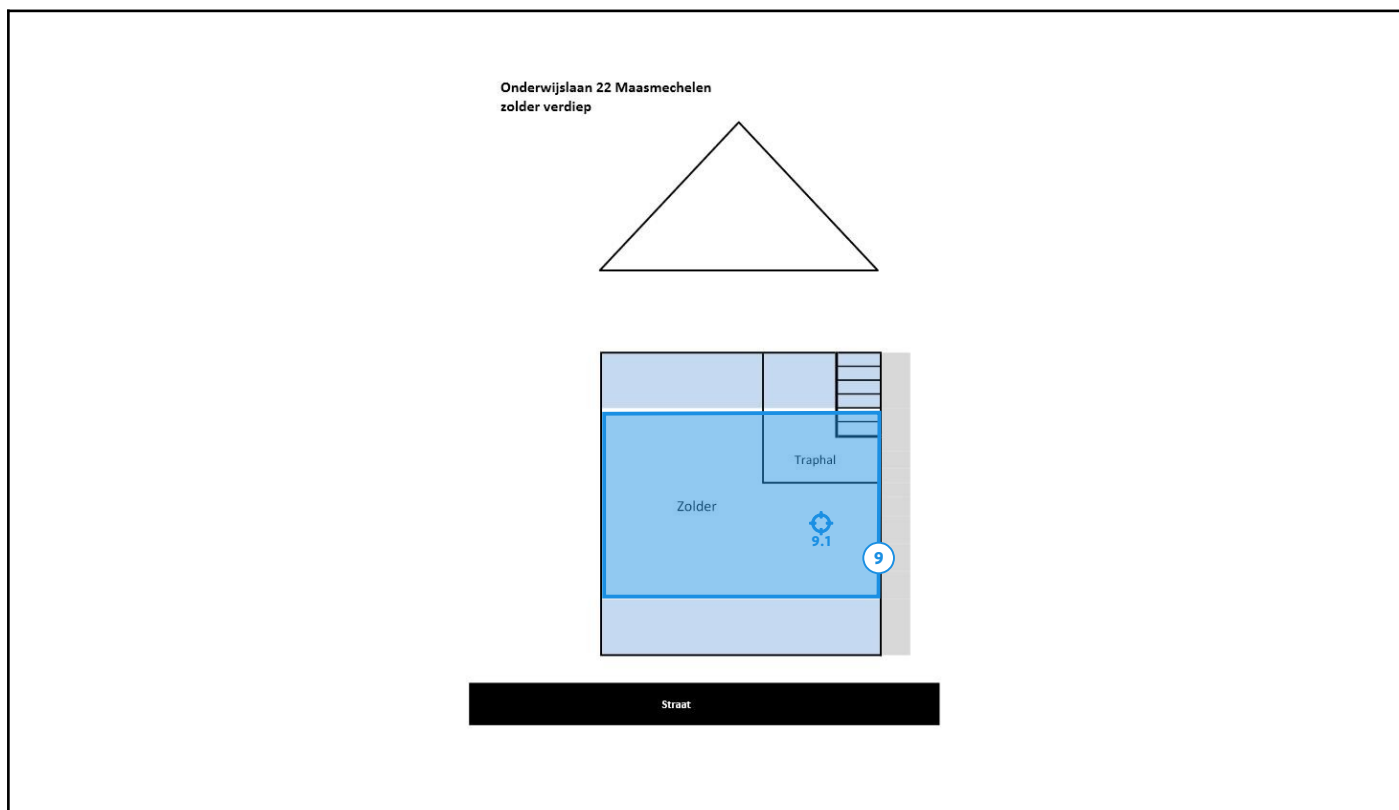 Onderwijslaan 22 Maasmechelen
zolder verdiep
Traphal
Zolder
9.1
9
Straat